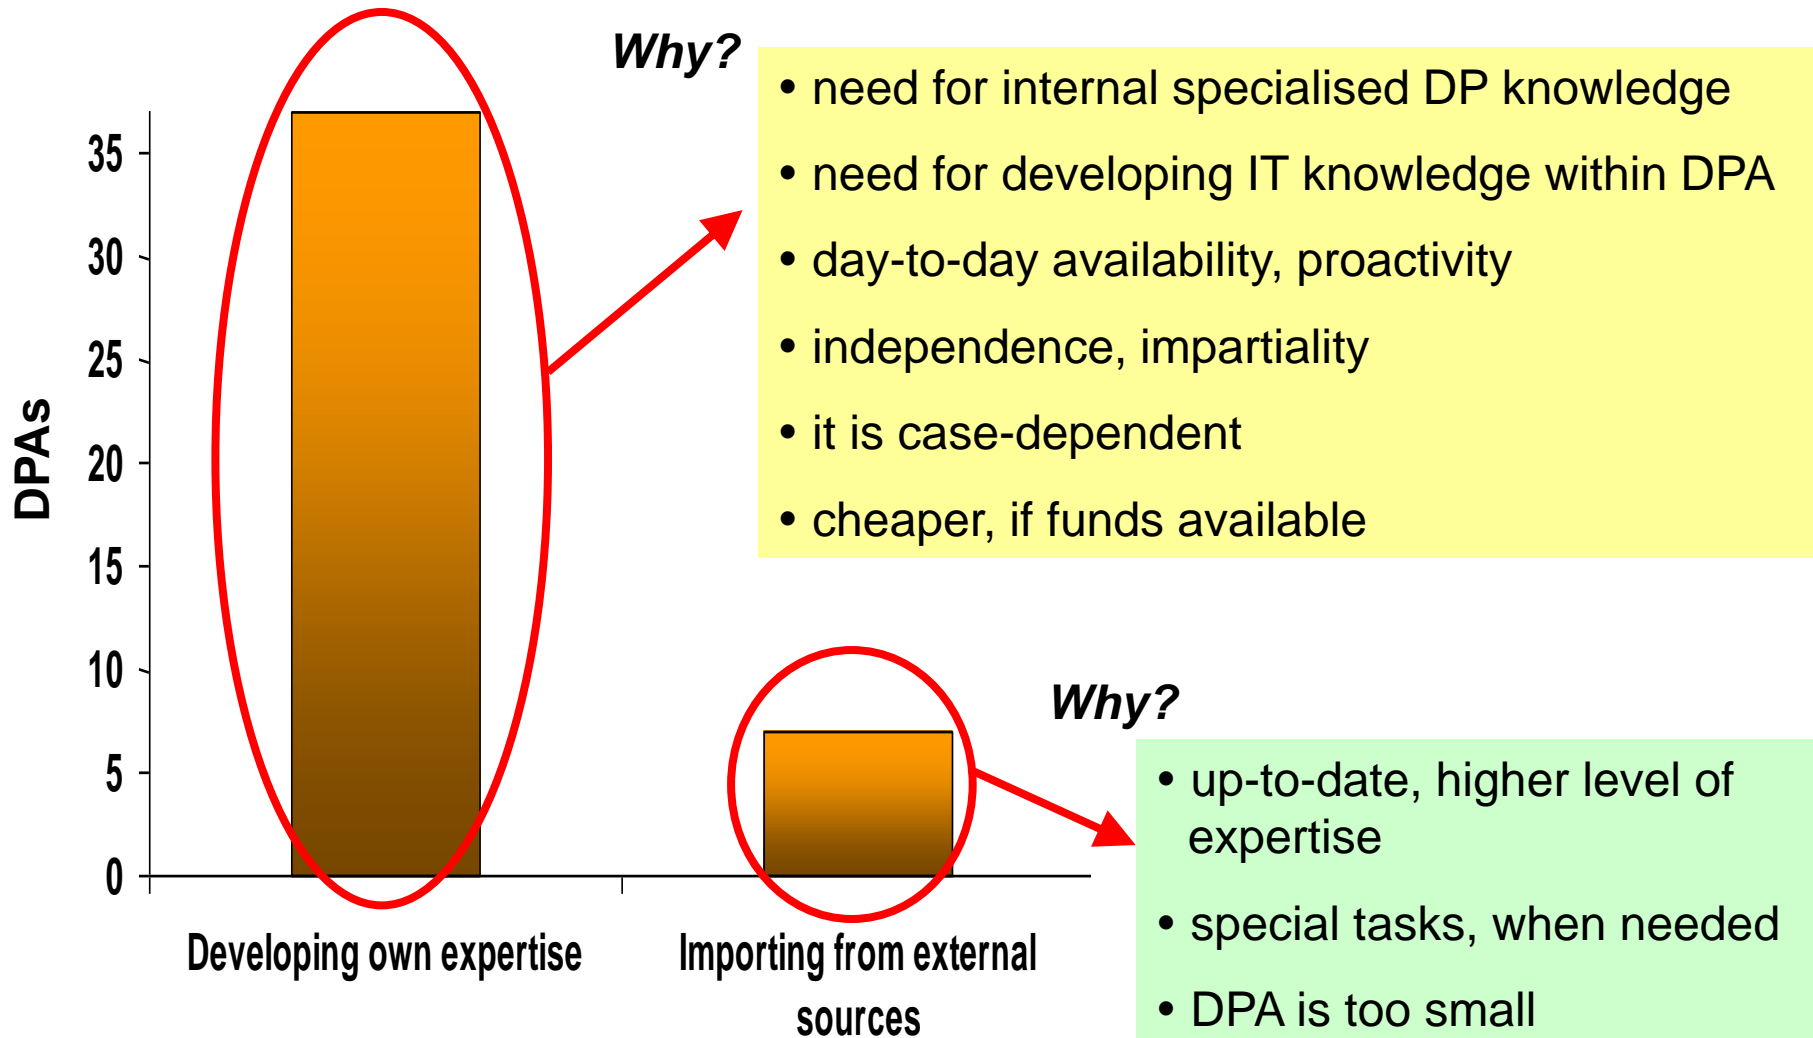 Why?
• need for internal specialised DP knowledge
• need for developing IT knowledge within DPA
• day-to-day availability, proactivity
• independence, impartiality
• it is case-dependent
• cheaper, if funds available
DPAs
35
30
25
20
15
10
5
0
Developing own expertise
Importing from external
sources
Why?
• up-to-date, higher level of
expertise
• special tasks, when needed
• DPA is too small